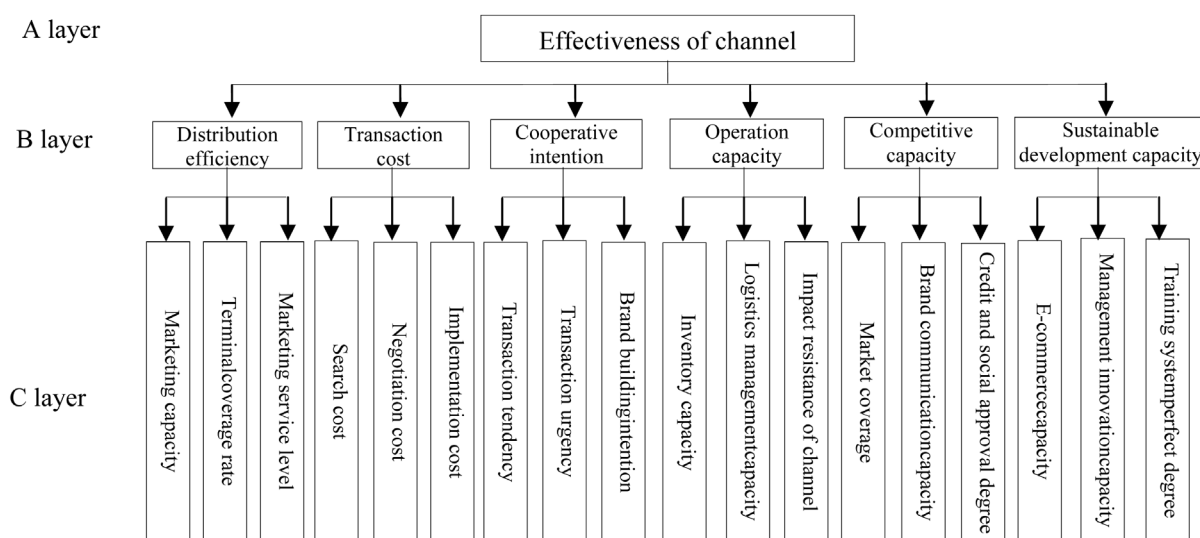 A layer
Effectiveness of channel
B layer
Distribution
efficiency
Transaction
cost
Cooperative
intention
Operation
capacity
Competitive
capacity
Sustainable
development capacity
C layer
Marketing capacity
Terminalcoverage rate
Marketing service level
Search cost
Negotiation cost
Implementation cost
Transaction tendency
Transaction urgency
Brand buildingintention
Inventory capacity
Logistics managementcapacity
Impact resistance of channel
Market coverage
Brand communicationcapacity
Credit and social approval degree
E-commercecapacity
Management innovationcapacity
Training systemperfect degree